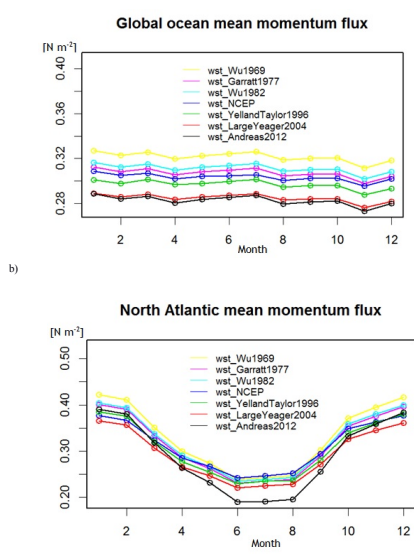 Global ocean mean momentum flux
[N m-2]
0.40
0.36
0.32
0.28
wst_Wu1969
wst_Garratt1977
wst_Wu1982
wst_NCEP
wst_YellandTaylor1996
wst_LargeYeager2004
wst_Andreas2012
2 4 6 8 10 12
Month
b)
North Atlantic mean momentum flux
[N m-2]
0.50
0.40
0.30
0.20
wst_Wu1969
wst_Garratt1977
wst_Wu1982
wst_NCEP
wst_YellandTaylor1996
wst_LargeYeager2004
wst_Andreas2012
2 4 6 8 10 12
Month